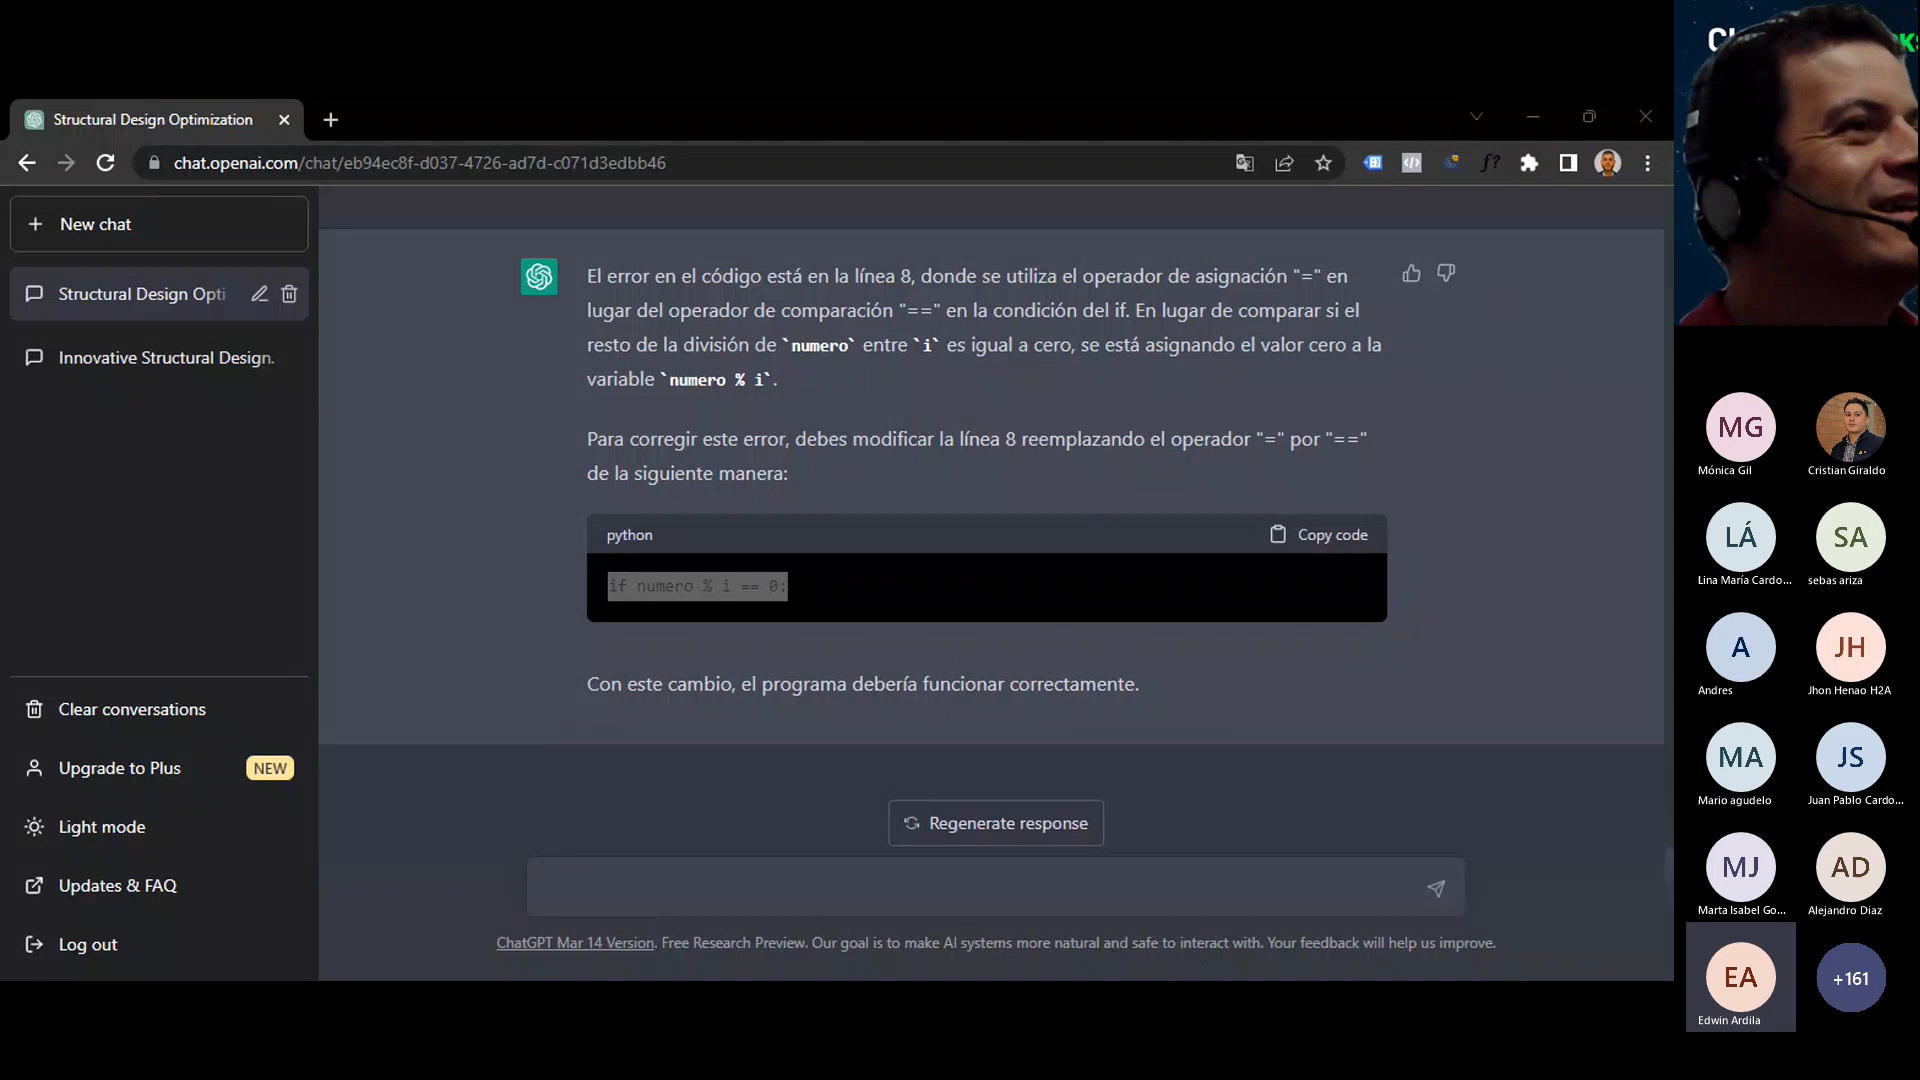 Structural Design Optimization
chat.openai.com/chat/eb94ec8f-d037-4726-ad7d-c071d3edbb46
New chat
Structural Design Opti
Innovative Structural Design.
El error en el código está en la línea 8, donde se utiliza el operador de asignación "=" en
lugar del operador de comparación "==" en la condición del if. En lugar de comparar si el
resto de la división de `numero` entre `i` es igual a cero, se está asignando el valor cero a la
variable `numero % i`.
Para corregir este error, debes modificar la línea 8 reemplazando el operador "=" por "=="
de la siguiente manera:
python
Copy code
if numero % i == 0:
Con este cambio, el programa debería funcionar correctamente.
Clear conversations
Upgrade to Plus NEW
Light mode
Updates & FAQ
Log out
Regenerate response
ChatGPT Mar 14 Version. Free Research Preview. Our goal is to make AI systems more natural and safe to interact with. Your feedback will help us improve.
MG
Mónica Gil
Cristian Giraldo
LÁ
Lina María Cardo...
SA
sebas ariza
A
Andres
JH
Jhon Henao H2A
MA
Mario agudelo
JS
Juan Pablo Cardo...
MJ
Marta Isabel Go...
AD
Alejandro Diaz
EA
Edwin Ardila
+161